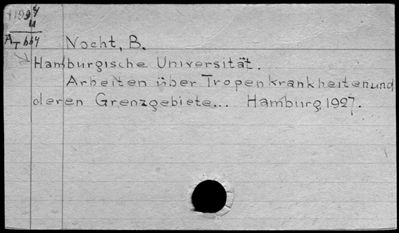 Nocht, B.
Hamburgische Universität.
Arbeiten über Tropenkrankheiten und
deren Grenzgebiete... Hamburg 1927.